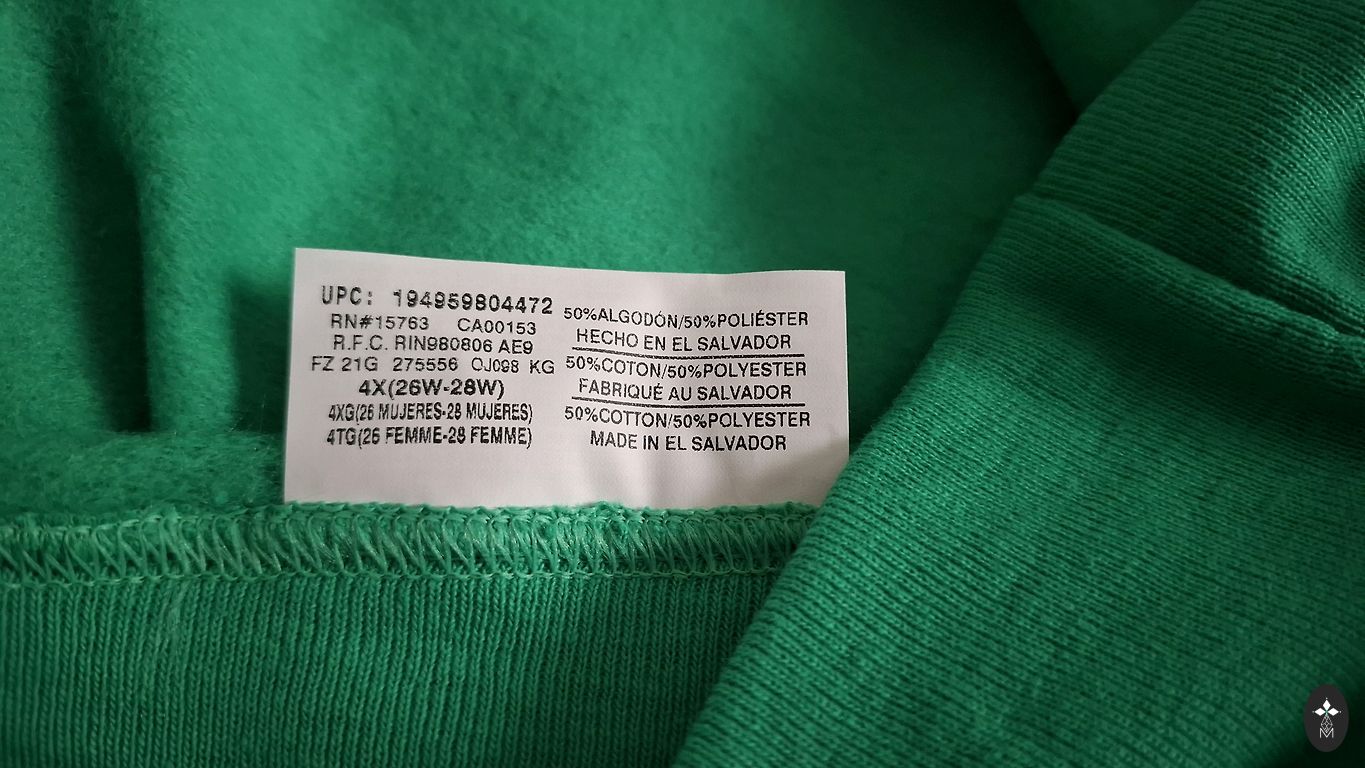 UPC: 194959804472
RN#15763 CA00153
R.F.C. RIN980806 AE9
FZ 21G 275556 OJ098 KG
4X(26W-28W)
4XG(26 MUJERES-28 MUJERES)
4TG(26 FEMME-28 FEMME)
50%ALGODÓN/50%POLIÉSTER
HECHO EN EL SALVADOR
50%COTON/50%POLYESTER
FABRIQUÉ AU SALVADOR
50%COTTON/50%POLYESTER
MADE IN EL SALVADOR
M